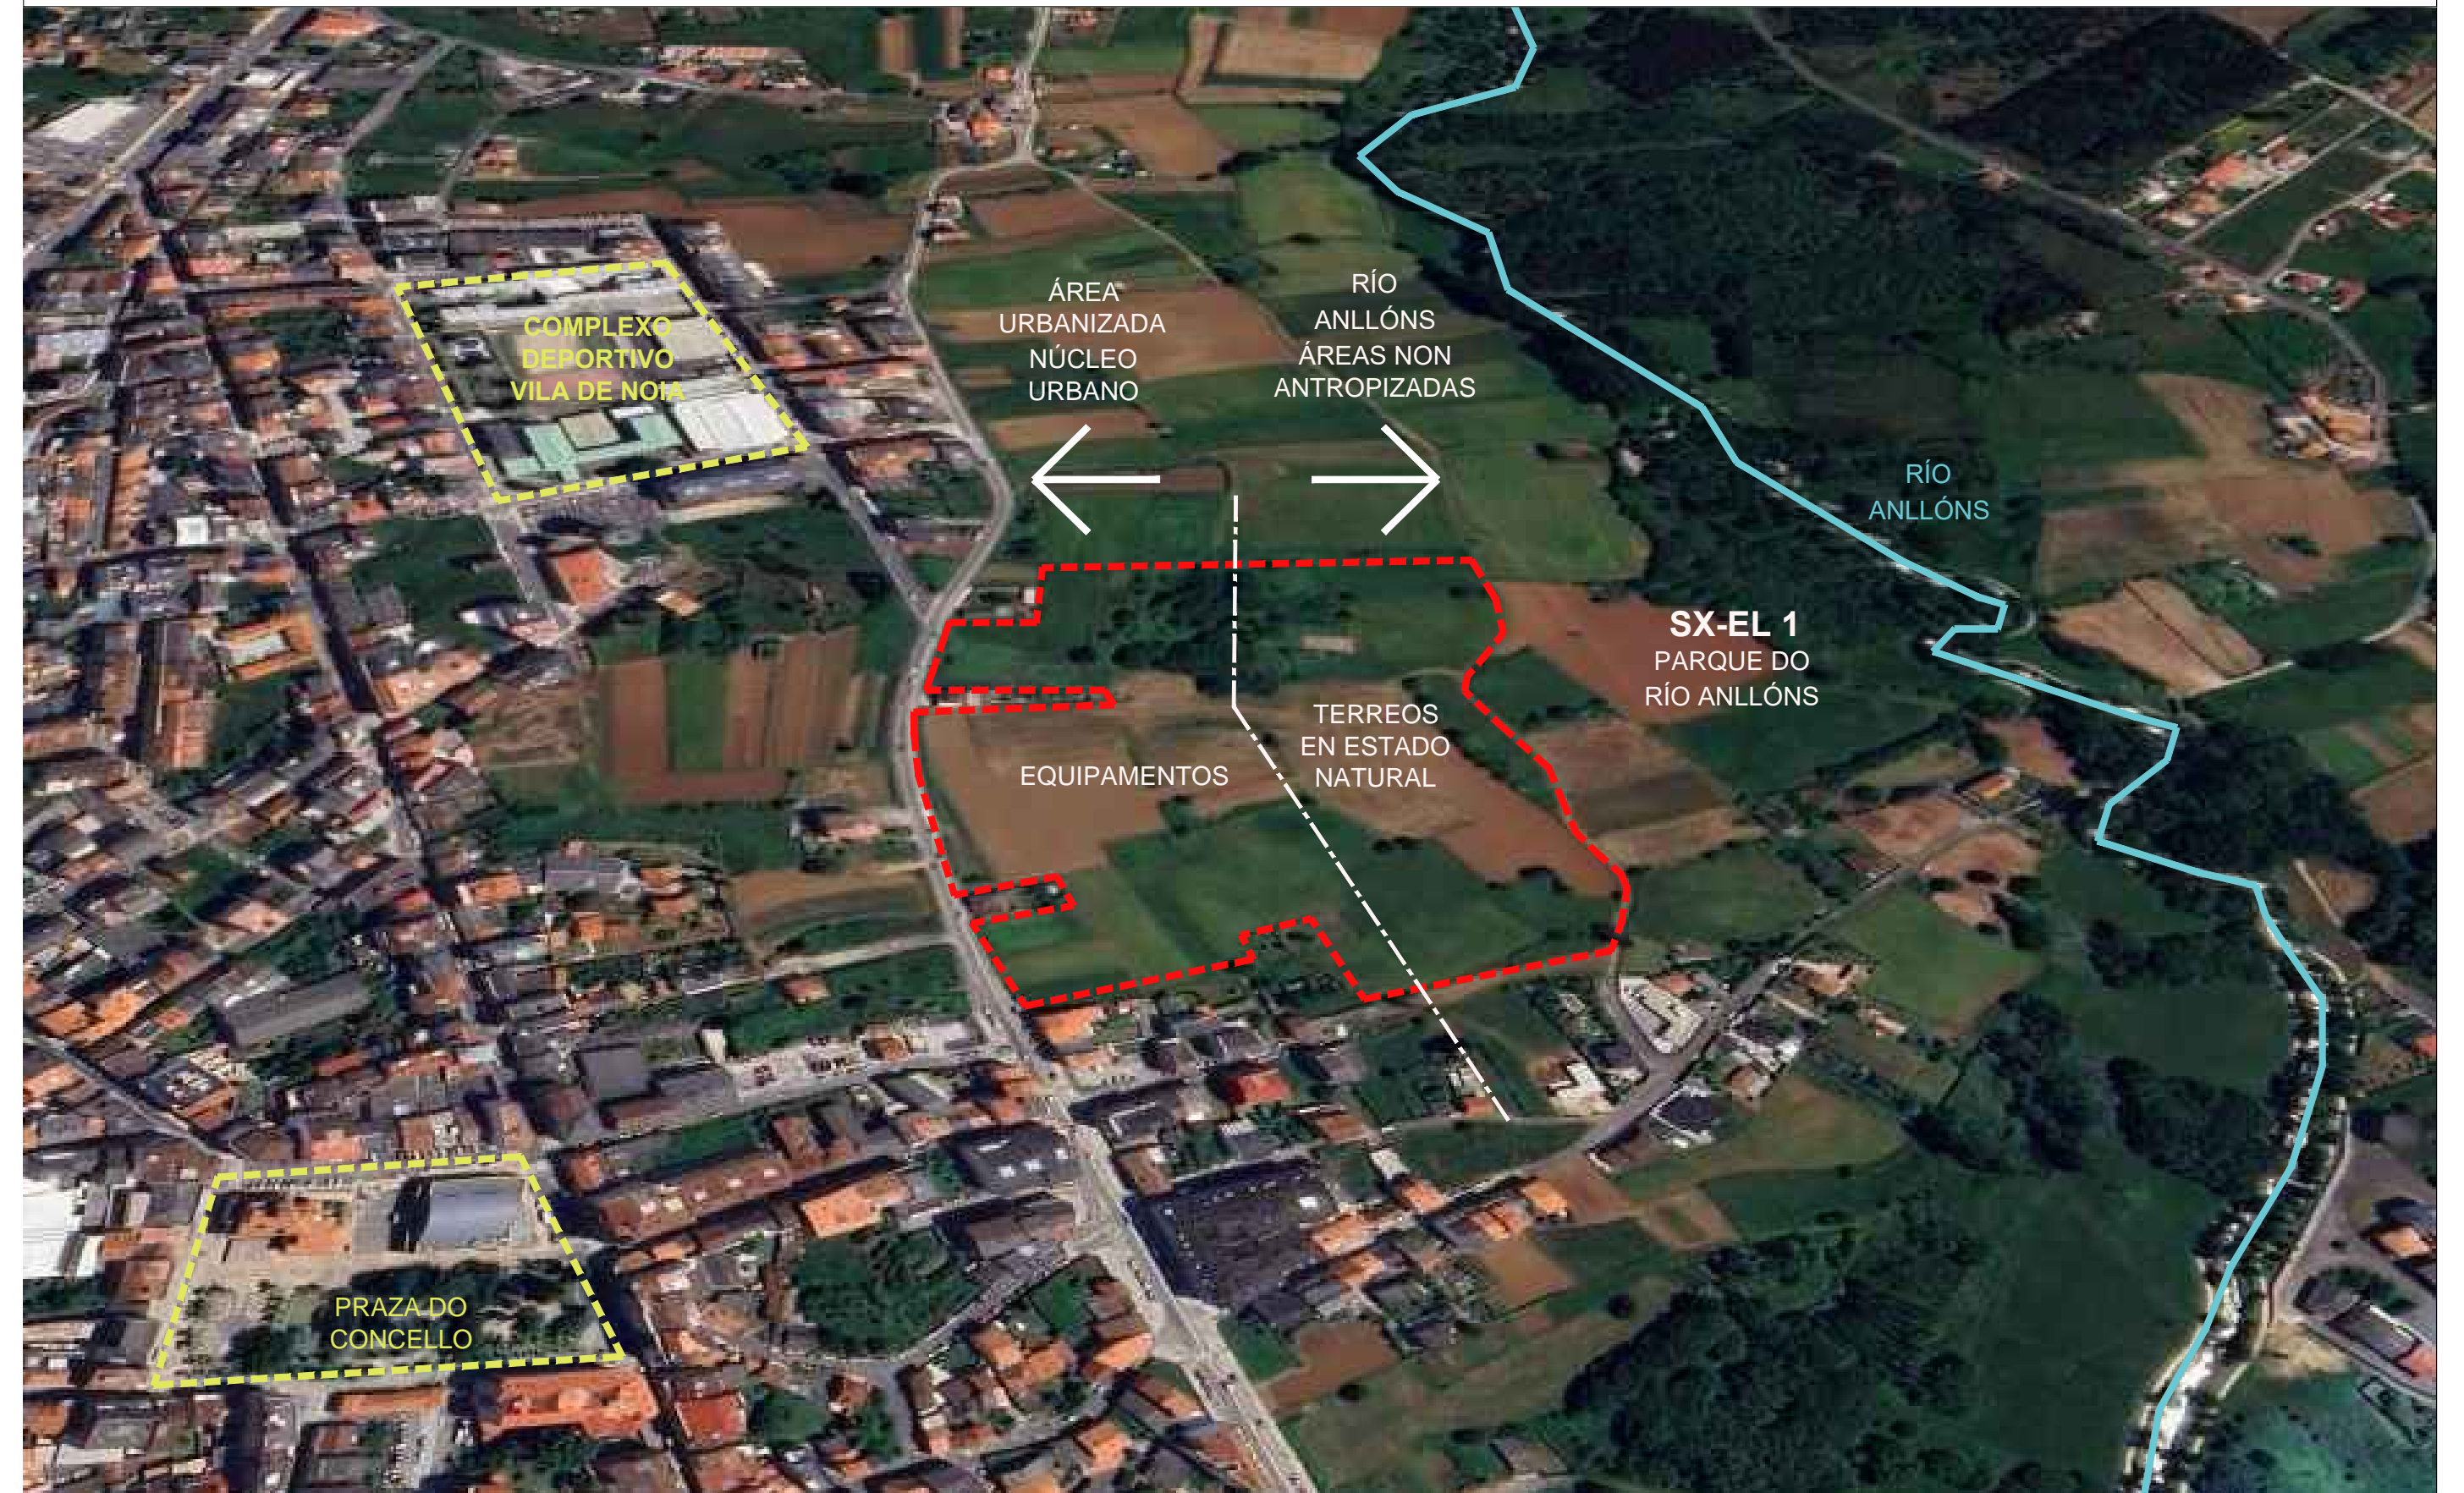 ÁREA
URBANIZADA
NÚCLEO
URBANO
RÍO
ANLLÓNS
ÁREAS NON
ANTROPIZADAS
COMPLEXO
DEPORTIVO
VILA DE NOIA
RÍO
ANLLÓNS
SX-EL 1
PARQUE DO
RÍO ANLLÓNS
TERREOS
EN ESTADO
NATURAL
EQUIPAMENTOS
PRAZA DO
CONCELLO